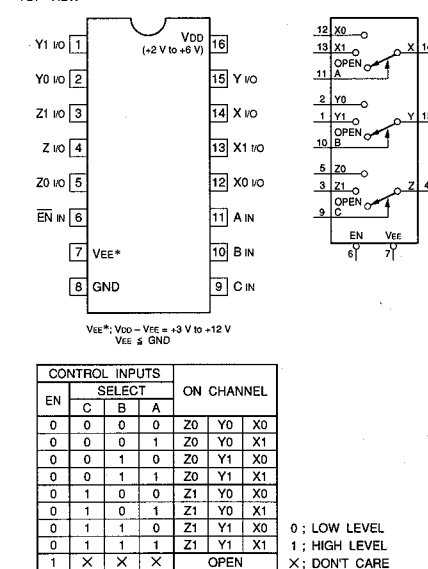 Y1 I/O 1
VDD
(+2 V to +6 V)
16
Y0 I/O 2
15 Y I/O
Z1 I/O 3
14 X I/O
Z I/O 4
13 X1 I/O
Z0 I/O 5
12 X0 I/O
EN IN 6
11 A IN
7 VEE*
10 B IN
8 GND
9 C IN
VEE*; VDD – VEE = +3 V to +12 V
VEE ≦ GND
12 X0
13 X1 X 14
OPEN
11 A
2 Y0
1 Y1 Y 15
OPEN
10 B
5 Z0
3 Z1 Z 4
OPEN
9 C
EN VEE
6 7
CONTROL INPUTS ON CHANNEL
EN SELECT
C B A
0 0 0 0 Z0 Y0 X0
0 0 0 1 Z0 Y0 X1
0 0 1 0 Z0 Y1 X0
0 0 1 1 Z0 Y1 X1
0 1 0 0 Z1 Y0 X0
0 1 0 1 Z1 Y0 X1
0 1 1 0 Z1 Y1 X0
0 1 1 1 Z1 Y1 X1
1 X X X OPEN
0 ; LOW LEVEL
1 ; HIGH LEVEL
X; DON'T CARE